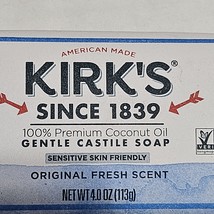 AMERICAN MADE
KIRK'S®
SINCE 1839
100% Premium Coconut Oil
GENTLE CASTILE SOAP
SENSITIVE SKIN FRIENDLY
ORIGINAL FRESH SCENT
NET WT 4.0 OZ (113g)